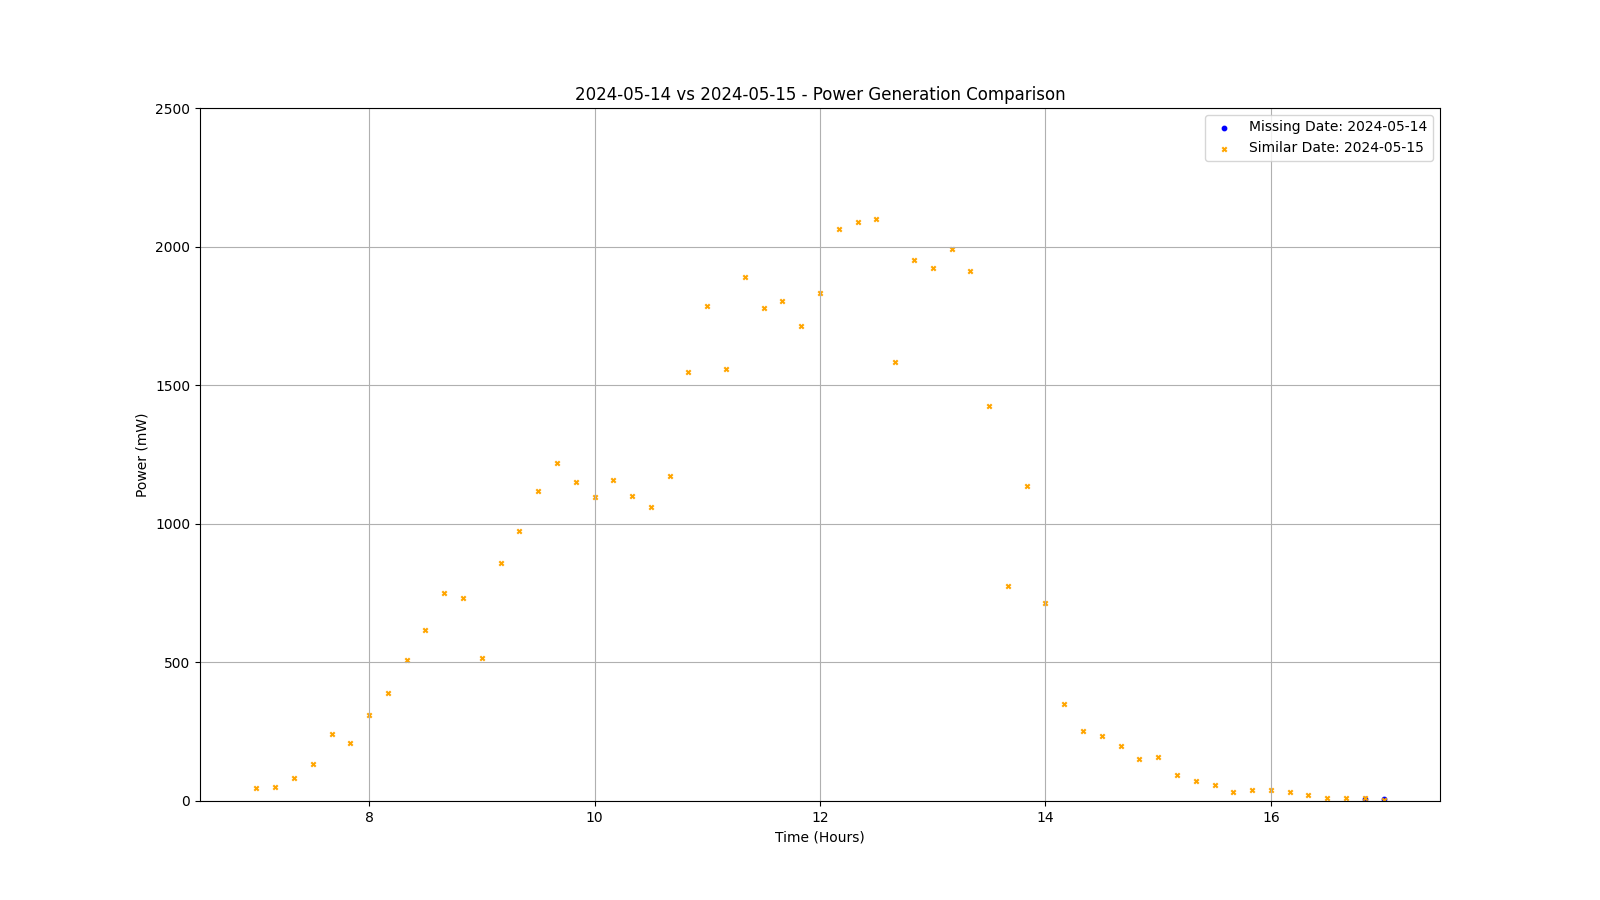 2024-05-14 vs 2024-05-15 - Power Generation Comparison
2500
2000
1500
1000
500
0
Power (mW)
Missing Date: 2024-05-14
Similar Date: 2024-05-15
8
10
12
14
16
Time (Hours)